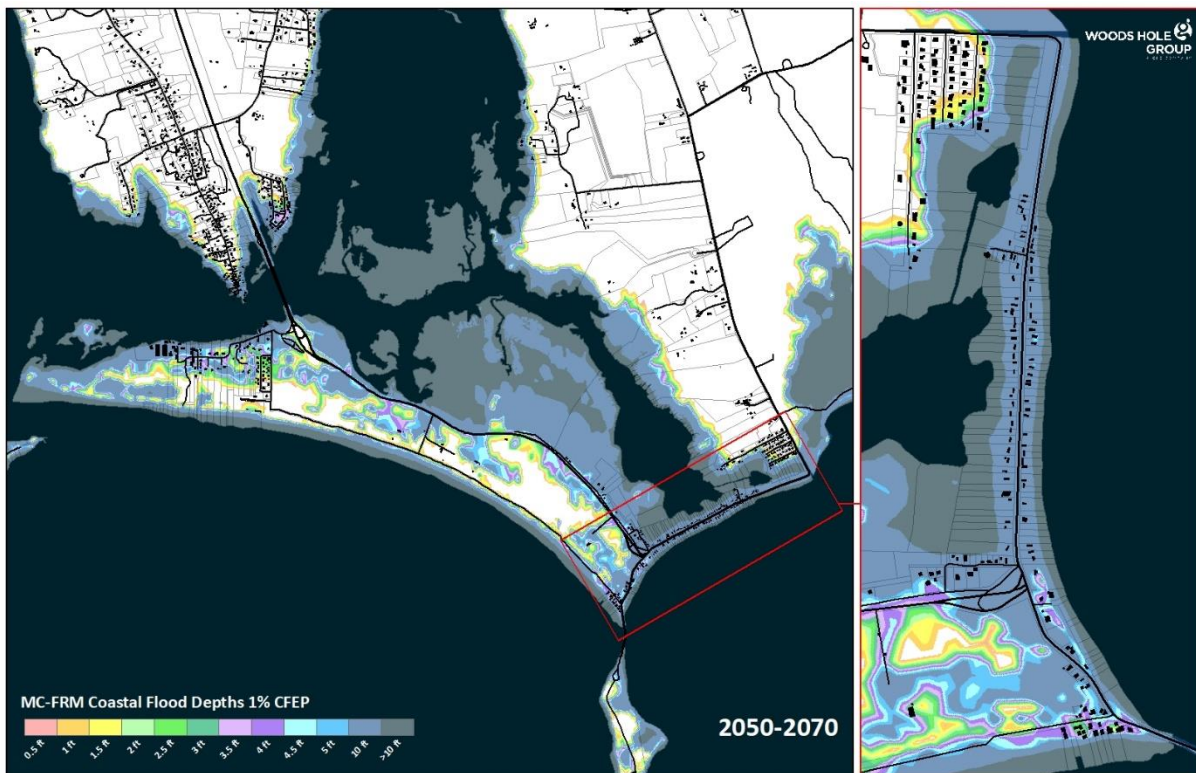 WOODS HOLE
GROUP
MC-FRM Coastal Flood Depths 1% CFEP
0.5 ft 1 ft 1.5 ft 2 ft 2.5 ft 3 ft 3.5 ft 4 ft 4.5 ft 5 ft 10 ft >10 ft
2050-2070